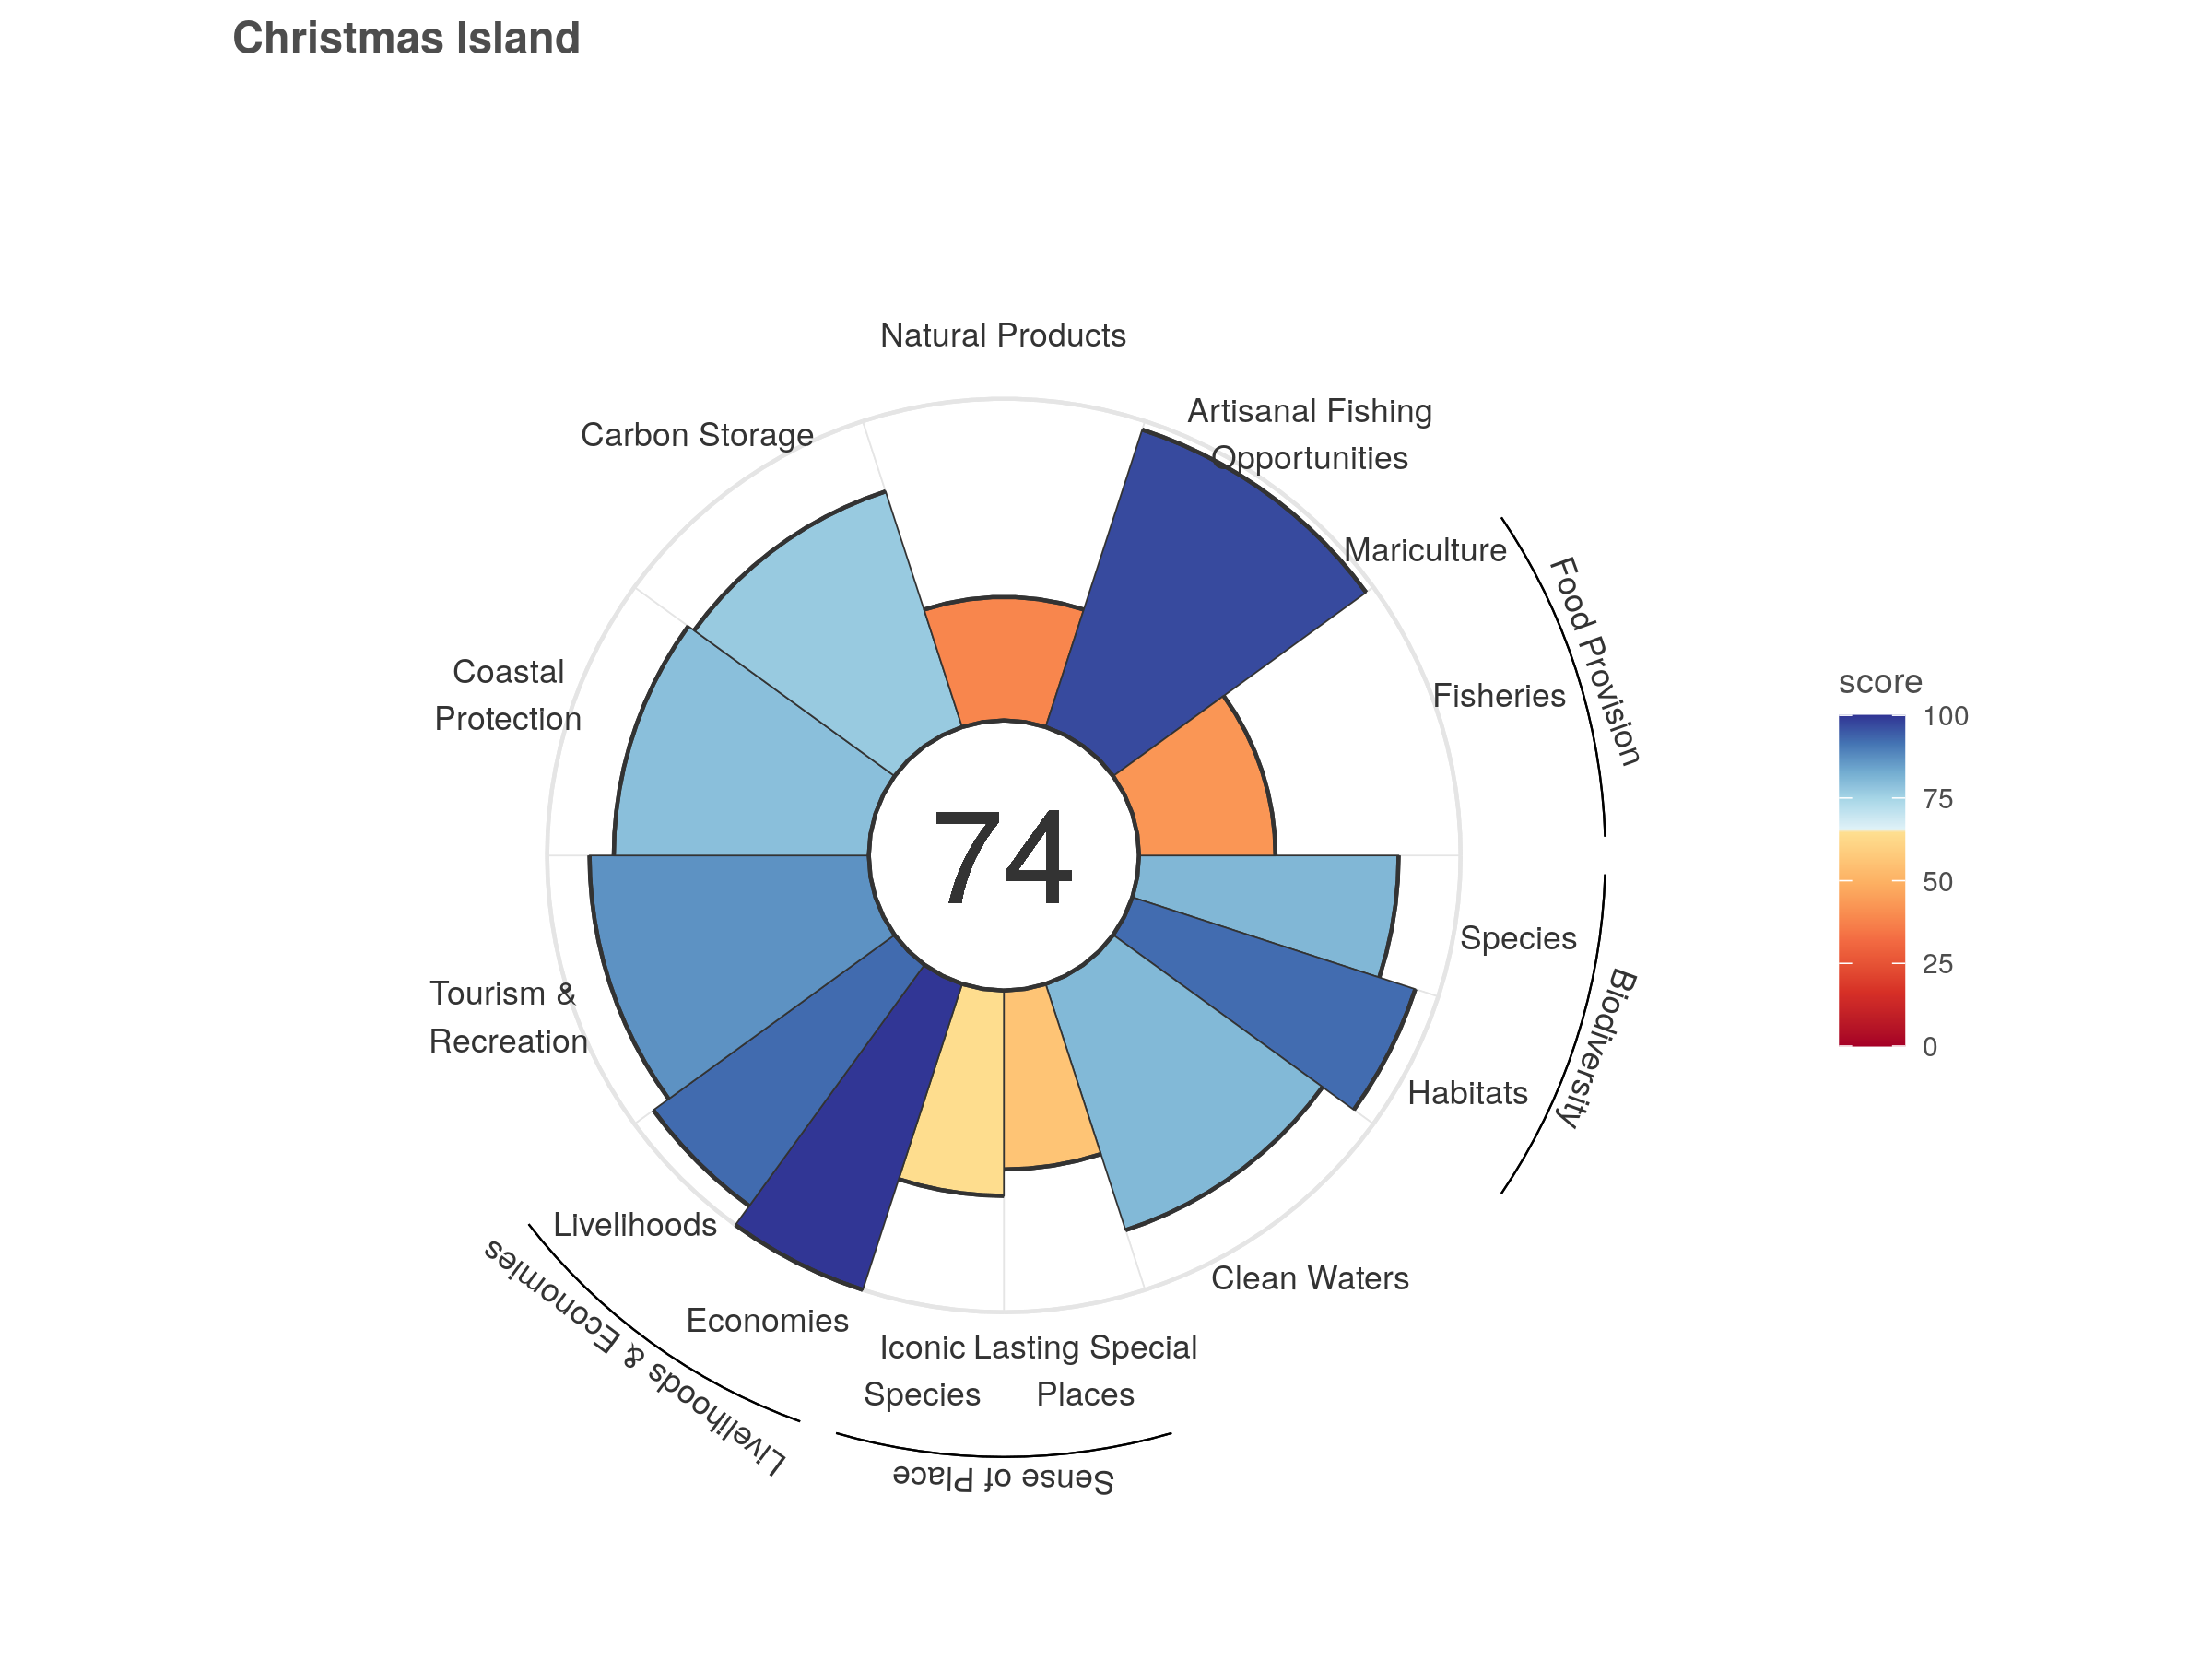 Christmas Island
Natural Products
Artisanal Fishing
Opportunities
Carbon Storage
Mariculture
Food Provision
Fisheries
Coastal
Protection
score
100
75
50
25
0
74
Species
Biodiversity
Habitats
Tourism &
Recreation
Livelihoods
Livelihoods & Economies
Clean Waters
Economies
Iconic
Species
Lasting Special
Places
Sense of Place